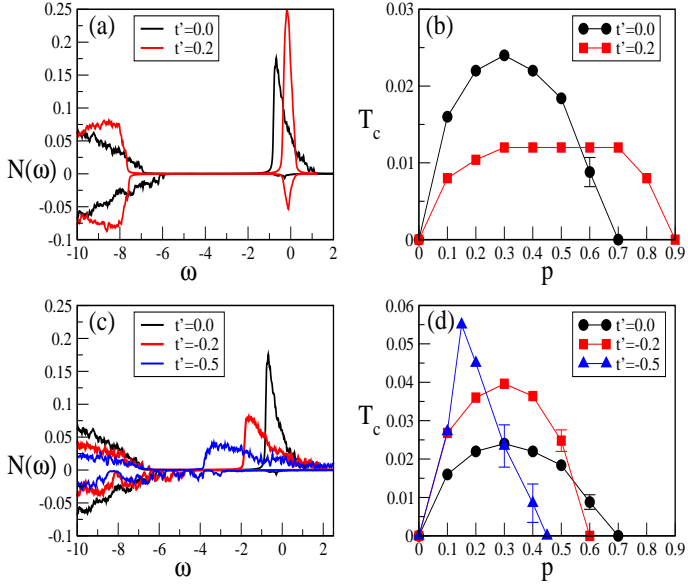 (a)
t'=0.0
t'=0.2
0.25
0.2
0.15
0.1
0.05
0
-0.05
-0.1
N(ω)
-10 -8 -6 -4 -2 0 2
ω
(b)
t'=0.0
t'=0.2
0.03
0.02
0.01
0
T_c
0 0.1 0.2 0.3 0.4 0.5 0.6 0.7 0.8 0.9
p
(c)
t'=0.0
t'=-0.2
t'=-0.5
0.25
0.2
0.15
0.1
0.05
0
-0.05
-0.1
N(ω)
-10 -8 -6 -4 -2 0 2
ω
(d)
t'=0.0
t'=-0.2
t'=-0.5
0.06
0.05
0.04
0.03
0.02
0.01
0
T_c
0 0.1 0.2 0.3 0.4 0.5 0.6 0.7 0.8 0.9
p